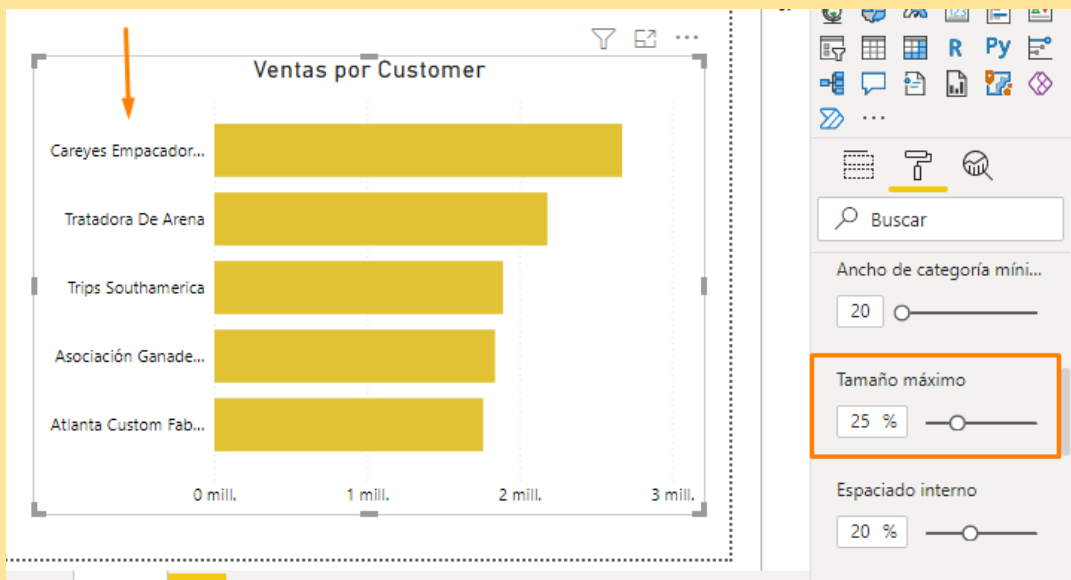 Ventas por Customer
Careyes Empacador...
Tratadora De Arena
Trips Southamerica
Asociación Ganade...
Atlanta Custom Fab...
0 mill.
1 mill.
2 mill.
3 mill.
123
R
Py
Buscar
Ancho de categoría míni...
20
Tamaño máximo
25 %
Espaciado interno
20 %